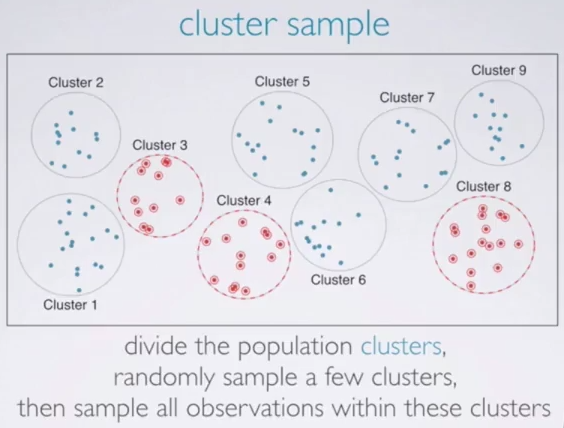 cluster sample
Cluster 2
Cluster 5
Cluster 9
Cluster 7
Cluster 3
Cluster 4
Cluster 8
Cluster 6
Cluster 1
divide the population clusters,
randomly sample a few clusters,
then sample all observations within these clusters